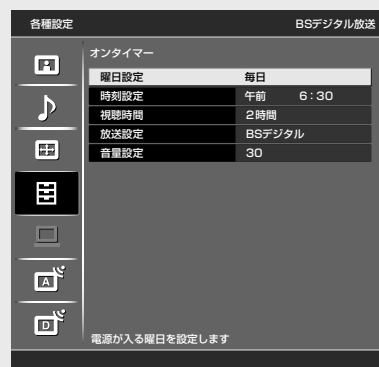 各種設定 BSデジタル放送
オンタイマー
曜日設定 毎日
時刻設定 午前 6:30
視聴時間 2時間
放送設定 BSデジタル
音量設定 30
A
D
電源が入る曜日を設定します